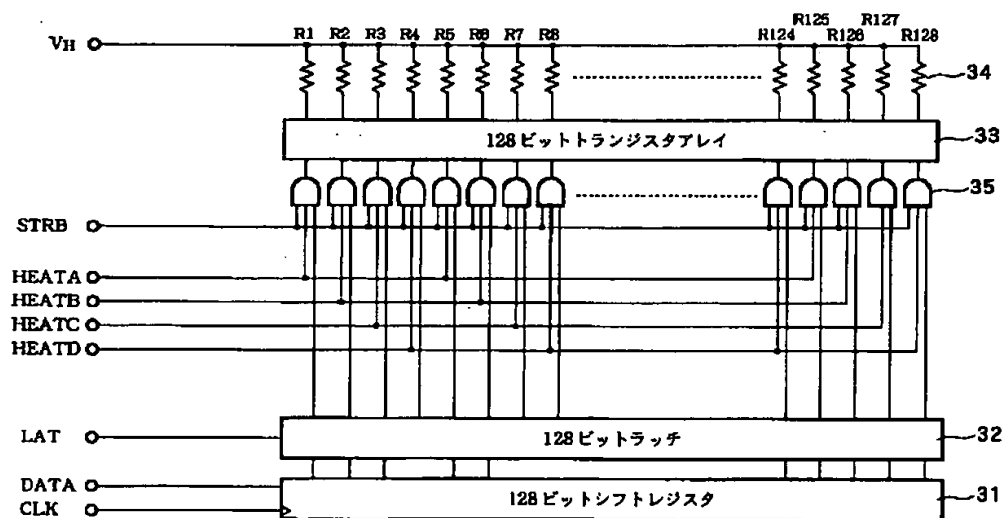 R125 R127
VH R1 R2 R3 R4 R5 R6 R7 R8 R124 R126 R128
34
128ビットトランジスタアレイ 33
35
STRB
HEATA
HEATB
HEATC
HEATD
LAT 128ビットラッチ 32
DATA 128ビットシフトレジスタ 31
CLK